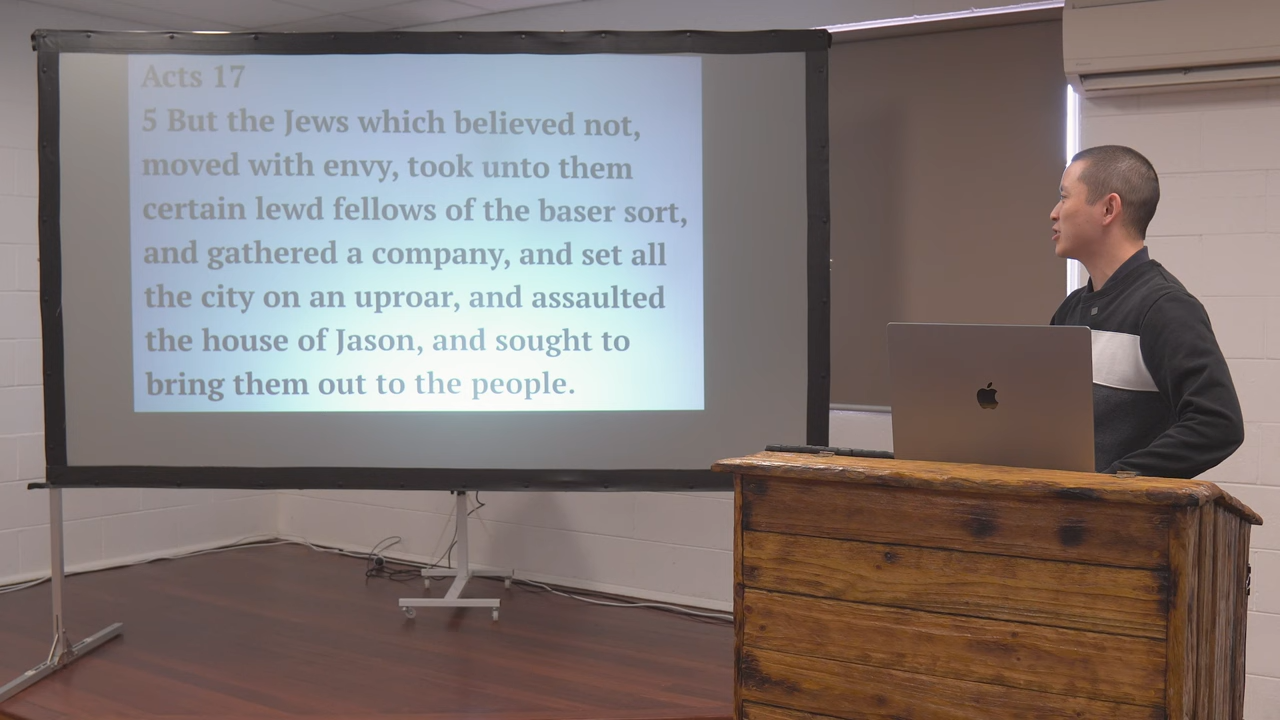 Acts 17
5 But the Jews which believed not,
moved with envy, took unto them
certain lewd fellows of the baser sort,
and gathered a company, and set all
the city on an uproar, and assaulted
the house of Jason, and sought to
bring them out to the people.